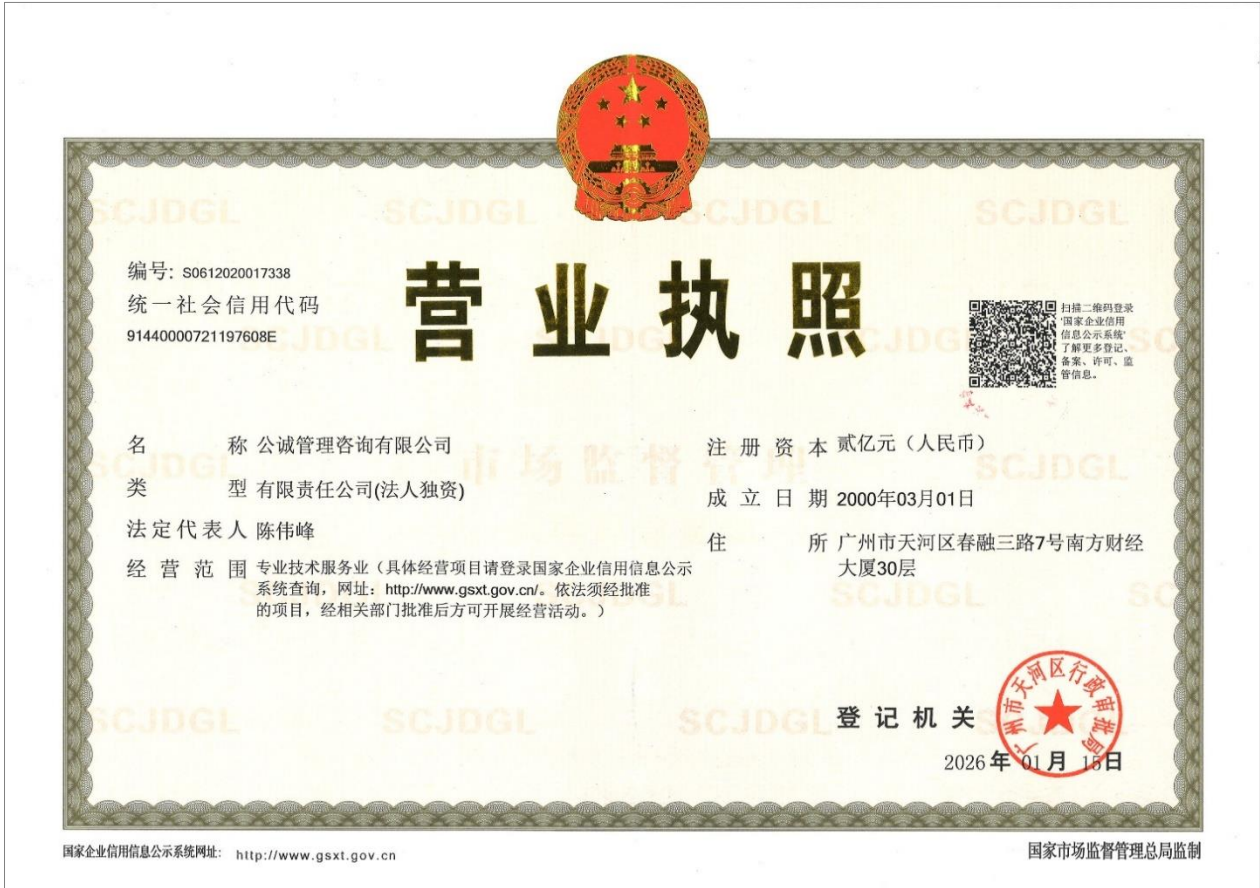 编号: S0612020017338
统一社会信用代码
91440000721197608E
营业执照
扫描二维码登录
'国家企业信用
信息公示系统'
了解更多登记、
备案、许可、监
管信息。
名称 公诚管理咨询有限公司
类型 有限责任公司(法人独资)
法定代表人 陈伟峰
经营范围 专业技术服务业（具体经营项目请登录国家企业信用信息公示
系统查询，网址：http://www.gsxt.gov.cn/。依法须经批准
的项目，经相关部门批准后方可开展经营活动。）
注册资本 贰亿元（人民币）
成立日期 2000年03月01日
住所 广州市天河区春融三路7号南方财经
大厦30层
登记机关
广州市天河区行政审批局
2026年01月15日
国家企业信用信息公示系统网址： http://www.gsxt.gov.cn
国家市场监督管理总局监制
SCJDGL
市场监督管理